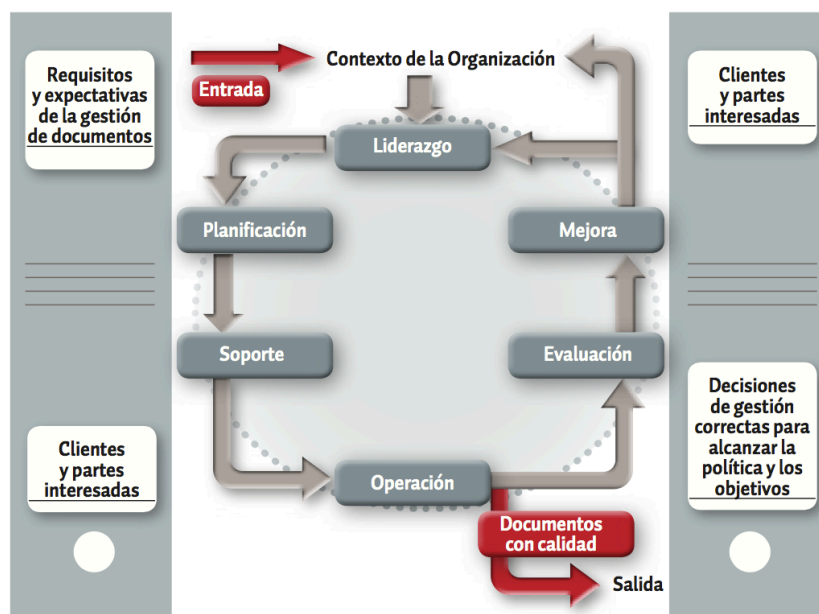 Requisitos
y expectativas
de la gestión
de documentos
Clientes
y partes
interesadas
Entrada
Contexto de la Organización
Liderazgo
Planificación
Soporte
Operación
Evaluación
Mejora
Documentos
con calidad
Salida
Clientes
y partes
interesadas
Decisiones
de gestión
correctas para
alcanzar la
política y los
objetivos